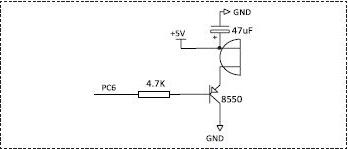 GND
47uF
+
+5V
4.7K
PC6
8550
GND